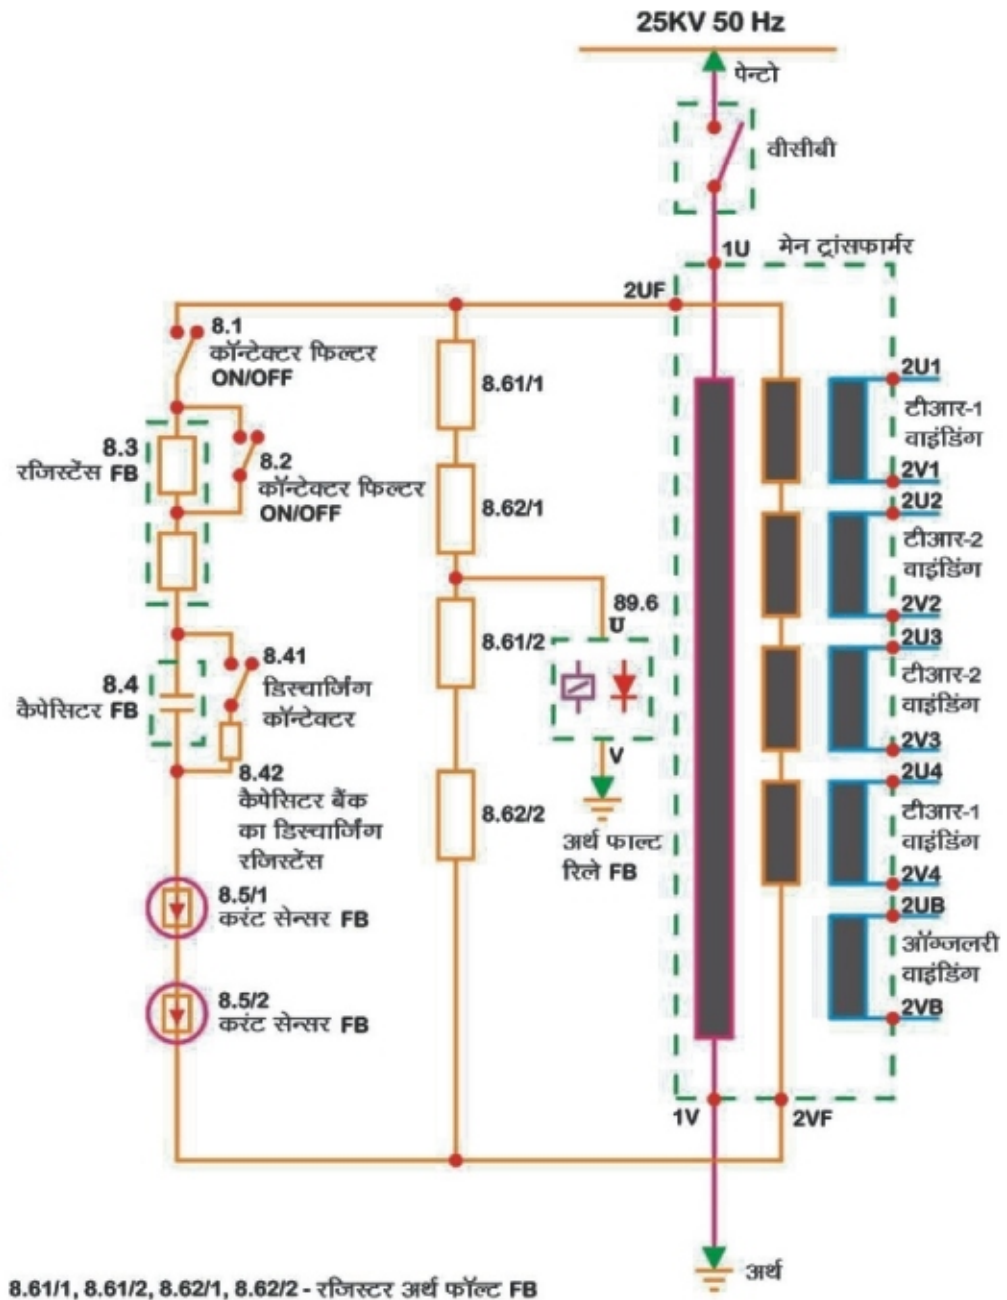 25KV 50 Hz
पेन्टो
वीसीबी
1U
मेन ट्रांसफार्मर
2UF
8.1
कॉन्टेक्टर फिल्टर
ON/OFF
8.61/1
2U1
टीआर-1
वाइंडिंग
2V1
8.3
रजिस्टेंस FB
8.2
कॉन्टेक्टर फिल्टर
ON/OFF
8.62/1
2U2
टीआर-2
वाइंडिंग
2V2
89.6
U
8.61/2
2U3
टीआर-2
वाइंडिंग
2V3
8.4
कैपेसिटर FB
8.41
डिस्चार्जिंग
कॉन्टेक्टर
V
8.42
कैपेसिटर बैंक
का डिस्चार्जिंग
रजिस्टेंस
8.62/2
अर्थ फाल्ट
रिले FB
2U4
टीआर-1
वाइंडिंग
2V4
8.5/1
करंट सेन्सर FB
2UB
ऑग्जलरी
वाइंडिंग
2VB
8.5/2
करंट सेन्सर FB
1V
2VF
अर्थ
8.61/1, 8.61/2, 8.62/1, 8.62/2 - रजिस्टर अर्थ फॉल्ट FB